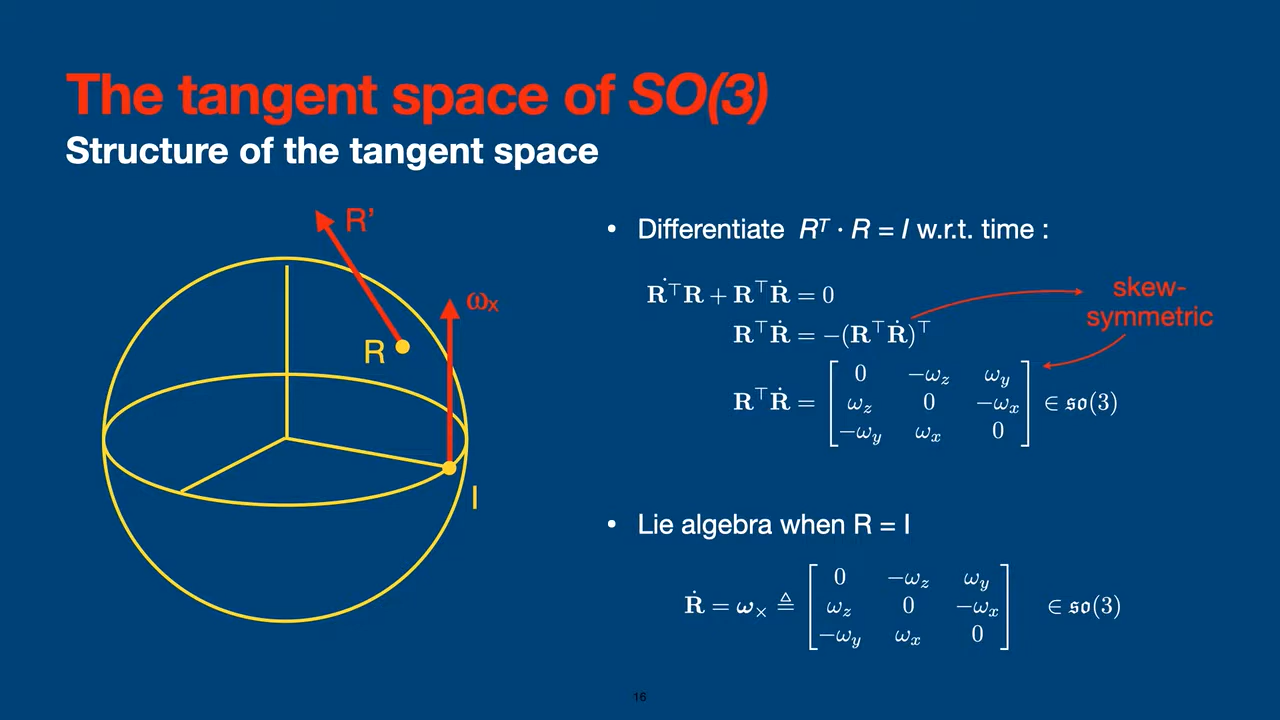 The tangent space of SO(3)
Structure of the tangent space
R’
ωx
R
I
• Differentiate Rᵀ · R = I w.r.t. time :
Ṙ⊤R + R⊤Ṙ = 0
R⊤Ṙ = −(R⊤Ṙ)⊤
skew-
symmetric
R⊤Ṙ = [ 0 −ω_z ω_y
ω_z 0 −ω_x
−ω_y ω_x 0 ] ∈ 𝔰𝔬(3)
• Lie algebra when R = I
Ṙ = ω× ≜ [ 0 −ω_z ω_y
ω_z 0 −ω_x
−ω_y ω_x 0 ] ∈ 𝔰𝔬(3)
16